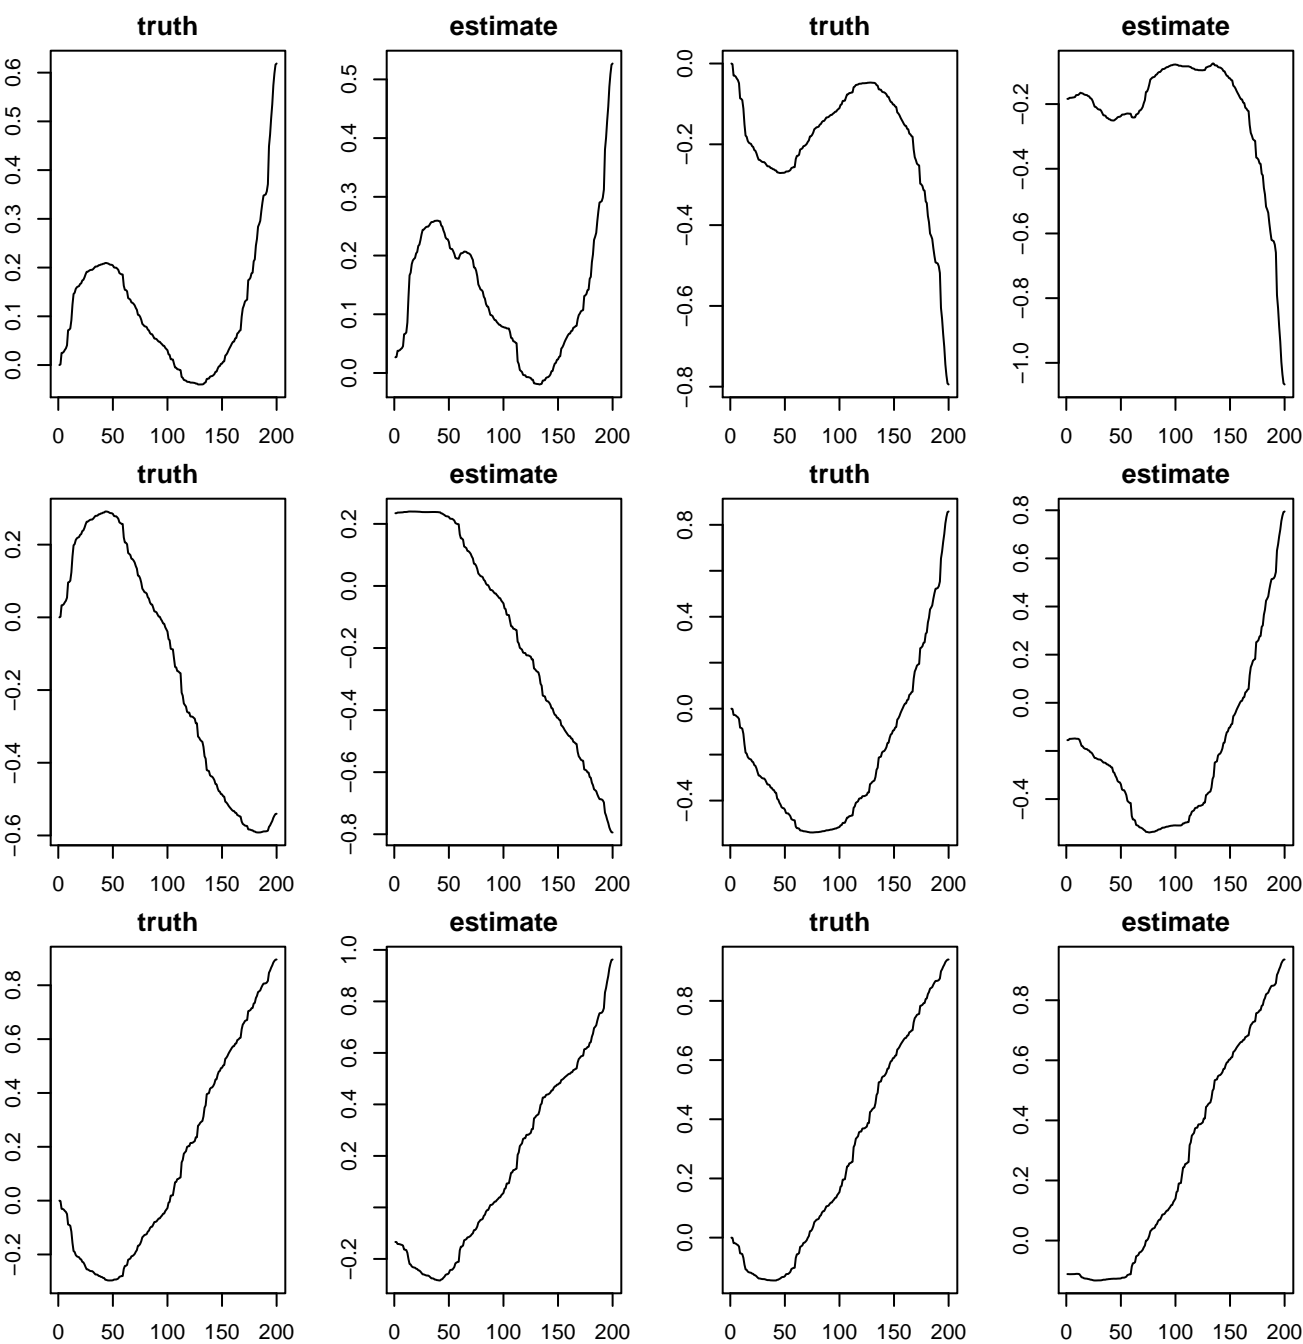 truth
estimate
truth
estimate
0.0 0.1 0.2 0.3 0.4 0.5 0.6
0.0 0.1 0.2 0.3 0.4 0.5
−0.8 −0.6 −0.4 −0.2 0.0
−1.0 −0.8 −0.6 −0.4 −0.2
0 50 100 150 200
0 50 100 150 200
0 50 100 150 200
0 50 100 150 200
truth
estimate
truth
estimate
−0.6 −0.4 −0.2 0.0 0.2
−0.8 −0.6 −0.4 −0.2 0.0 0.2
−0.4 0.0 0.4 0.8
−0.4 0.0 0.2 0.4 0.6 0.8
0 50 100 150 200
0 50 100 150 200
0 50 100 150 200
0 50 100 150 200
truth
estimate
truth
estimate
−0.2 0.0 0.2 0.4 0.6 0.8
−0.2 0.2 0.4 0.6 0.8 1.0
0.0 0.2 0.4 0.6 0.8
0.0 0.2 0.4 0.6 0.8
0 50 100 150 200
0 50 100 150 200
0 50 100 150 200
0 50 100 150 200